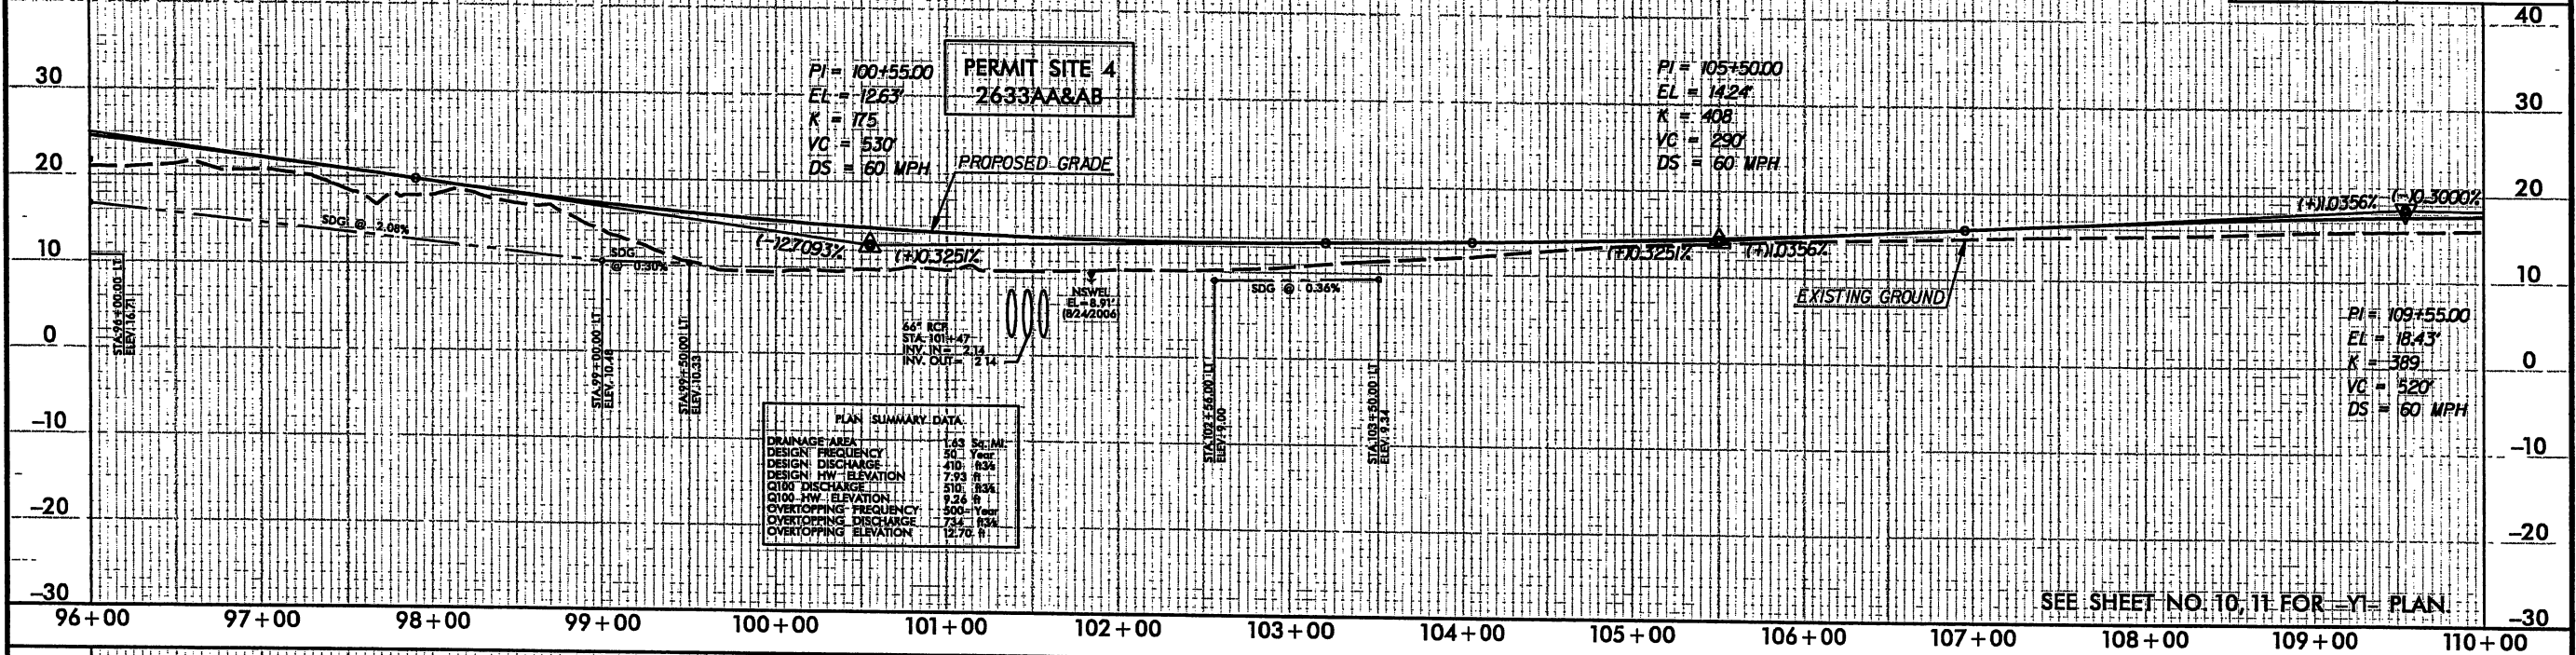 40
30
20
10
0
-10
-20
-30
PI = 100+55.00
EL = 12.63'
K = 175
VC = 530'
DS = 60 MPH
PERMIT SITE 4
2633AA&AB
PROPOSED GRADE
PI = 105+50.00
EL = 14.24'
K = 408
VC = 290'
DS = 60 MPH
(+)1.0356%
(-)0.3000%
SDG @ 2.08%
SDG
@ 0.30%
(-)2.7093%
(+)0.3251%
(+)0.3251%
(+)1.0356%
NSWEL
EL=8.91'
(8/24/2006)
SDG @ 0.36%
EXISTING GROUND
66" RCP
STA. 101+47
INV. IN= 2.14
INV. OUT= 2.14
PI = 109+55.00
EL = 18.43'
K = 389
VC = 520'
DS = 60 MPH
STA.96+00.00 LT
ELEV. 16.71
STA.99+00.00 LT
ELEV. 10.48
STA.99+50.00 LT
ELEV. 10.33
STA.102+56.00 LT
ELEV. 9.00
STA.103+50.00 LT
ELEV. 9.34
PLAN SUMMARY DATA
DRAINAGE AREA 1.63 Sq. Mi.
DESIGN FREQUENCY 50 Year
DESIGN DISCHARGE 410 ft3/s
DESIGN HW ELEVATION 7.93 ft
Q100 DISCHARGE 510 ft3/s
Q100 HW ELEVATION 9.26 ft
OVERTOPPING FREQUENCY 500- Year
OVERTOPPING DISCHARGE 734 ft3/s
OVERTOPPING ELEVATION 12.70 ft
40
30
20
10
0
-10
-20
-30
SEE SHEET NO. 10, 11 FOR -Y1- PLAN
96+00 97+00 98+00 99+00 100+00 101+00 102+00 103+00 104+00 105+00 106+00 107+00 108+00 109+00 110+00